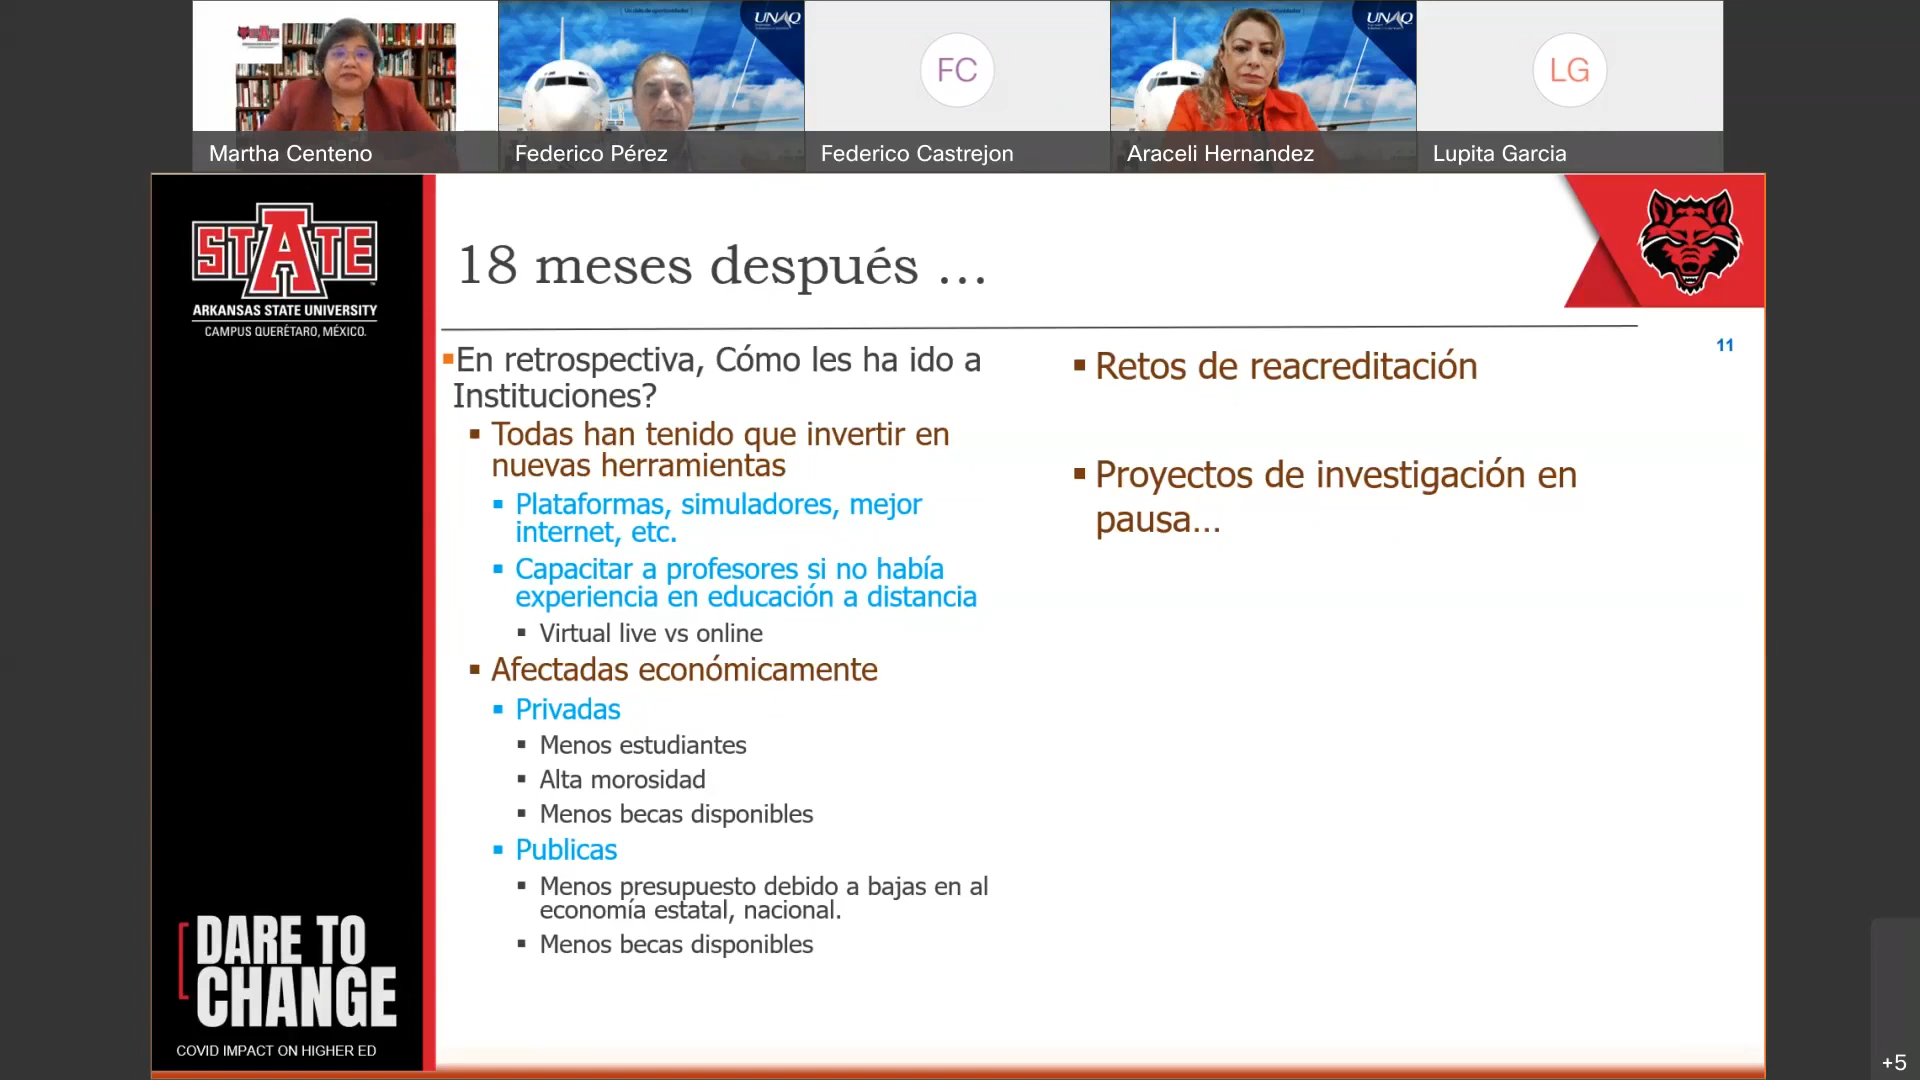 UNAQ
UNAQ
FC
LG
Martha Centeno
Federico Pérez
Federico Castrejon
Araceli Hernandez
Lupita Garcia
STATE
ARKANSAS STATE UNIVERSITY
CAMPUS QUERÉTARO, MÉXICO.
18 meses después ...
11
En retrospectiva, Cómo les ha ido a
Instituciones?
Todas han tenido que invertir en
nuevas herramientas
Plataformas, simuladores, mejor
internet, etc.
Capacitar a profesores si no había
experiencia en educación a distancia
Virtual live vs online
Afectadas económicamente
Privadas
Menos estudiantes
Alta morosidad
Menos becas disponibles
Publicas
Menos presupuesto debido a bajas en al
economía estatal, nacional.
Menos becas disponibles
Retos de reacreditación
Proyectos de investigación en
pausa...
DARE TO
CHANGE
COVID IMPACT ON HIGHER ED
+5